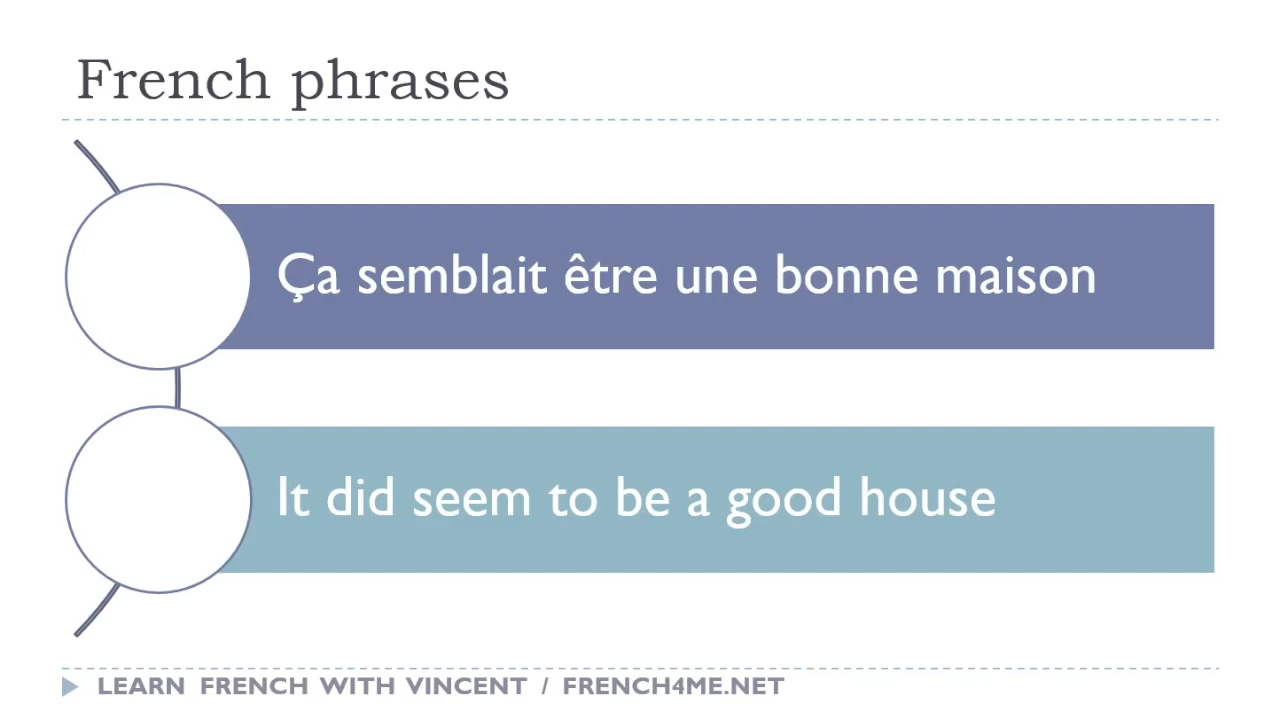 French phrases
Ça semblait être une bonne maison
It did seem to be a good house
LEARN FRENCH WITH VINCENT / FRENCH4ME.NET